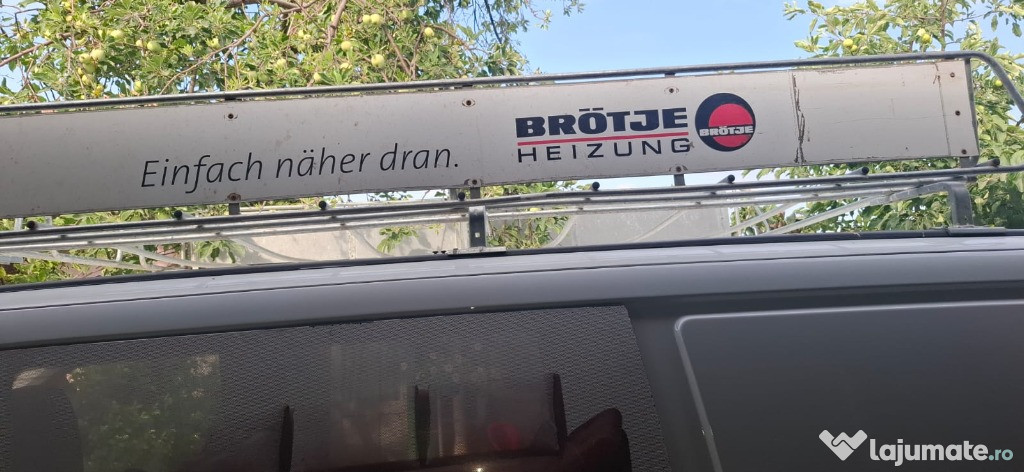 Einfach näher dran.
BRÖTJE
HEIZUNG
BRÖTJE
lajumate.ro